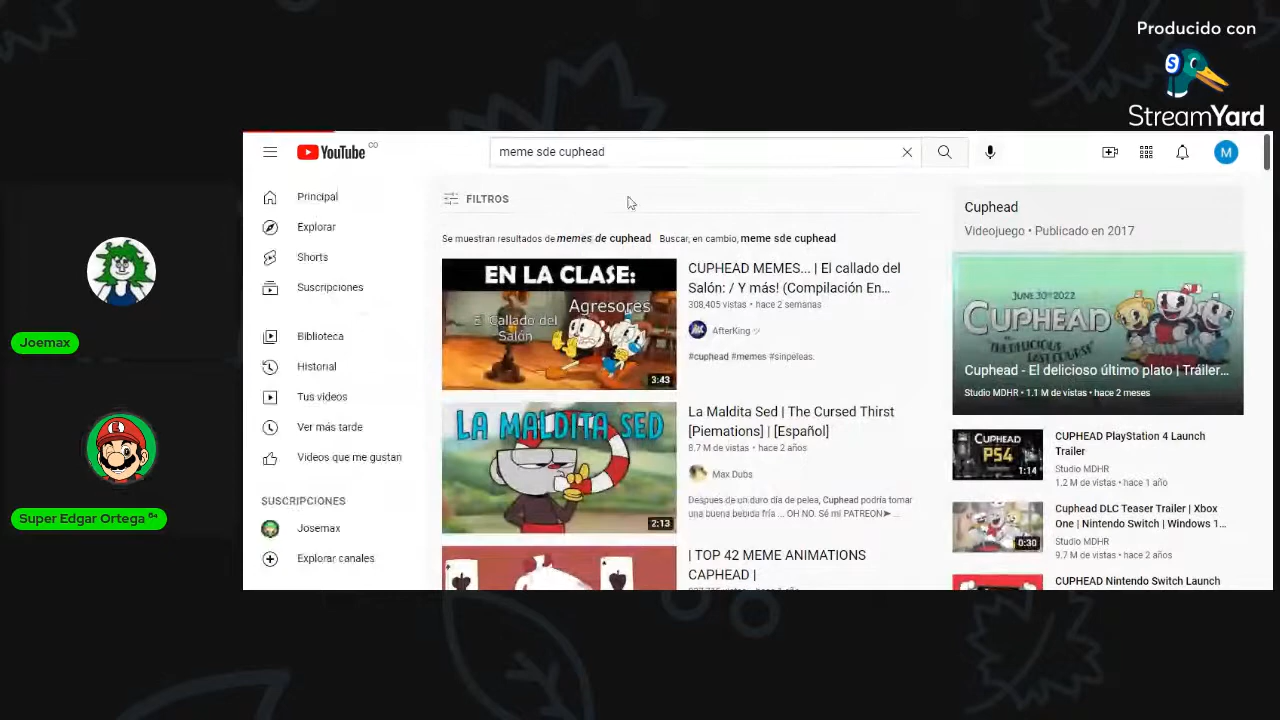 Producido con
S
StreamYard
YouTube CO
meme sde cuphead
M
Principal
Explorar
Shorts
Suscripciones
Biblioteca
Historial
Tus videos
Ver más tarde
Videos que me gustan
SUSCRIPCIONES
Josemax
Explorar canales
FILTROS
Se muestran resultados de memes de cuphead Buscar, en cambio, meme sde cuphead
EN LA CLASE:
Agresores
El Callado del
Salón
3:43
CUPHEAD MEMES... | El callado del
Salón: / Y más! (Compilación En...
308,405 vistas • hace 2 semanas
AfterKing
#cuphead #memes #sinpeleas.
LA MALDITA SED
2:13
La Maldita Sed | The Cursed Thirst
[Piemations] | [Español]
8.7 M de vistas • hace 2 años
Max Dubs
Despues de un duro día de pelea, Cuphead podría tomar
una buena bebida fría ... OH NO. Sé mi PATREON►...
| TOP 42 MEME ANIMATIONS
CAPHEAD |
Cuphead
Videojuego • Publicado en 2017
JUNE 30TH 2022
CUPHEAD
Cuphead - El delicioso último plato | Tráiler...
Studio MDHR • 1.1 M de vistas • hace 2 meses
CUPHEAD
PS4
1:14
CUPHEAD PlayStation 4 Launch
Trailer
Studio MDHR
1.2 M de vistas • hace 1 año
0:30
Cuphead DLC Teaser Trailer | Xbox
One | Nintendo Switch | Windows 1...
Studio MDHR
9.7 M de vistas • hace 2 años
CUPHEAD Nintendo Switch Launch
Joemax
Super Edgar Ortega ⁶⁴